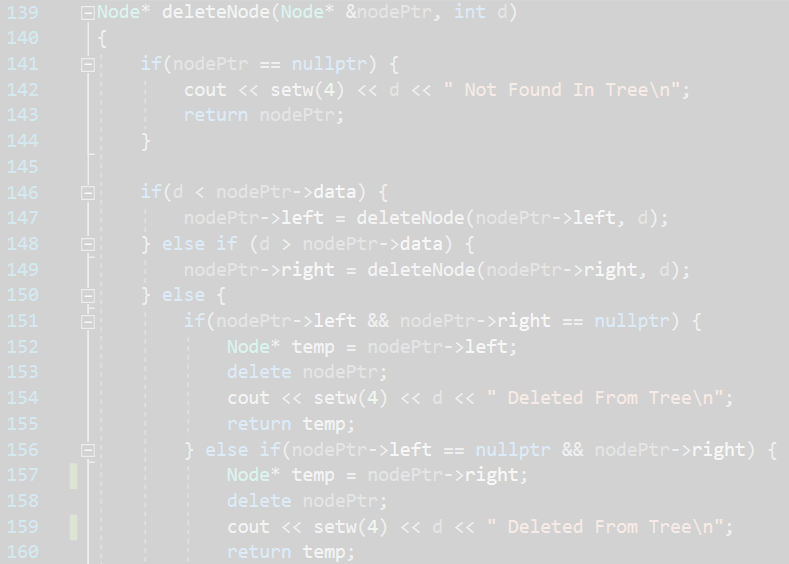 139 Node* deleteNode(Node* &nodePtr, int d)
140 {
141 if(nodePtr == nullptr) {
142 cout << setw(4) << d << " Not Found In Tree\n";
143 return nodePtr;
144 }
145
146 if(d < nodePtr->data) {
147 nodePtr->left = deleteNode(nodePtr->left, d);
148 } else if (d > nodePtr->data) {
149 nodePtr->right = deleteNode(nodePtr->right, d);
150 } else {
151 if(nodePtr->left && nodePtr->right == nullptr) {
152 Node* temp = nodePtr->left;
153 delete nodePtr;
154 cout << setw(4) << d << " Deleted From Tree\n";
155 return temp;
156 } else if(nodePtr->left == nullptr && nodePtr->right) {
157 Node* temp = nodePtr->right;
158 delete nodePtr;
159 cout << setw(4) << d << " Deleted From Tree\n";
160 return temp;